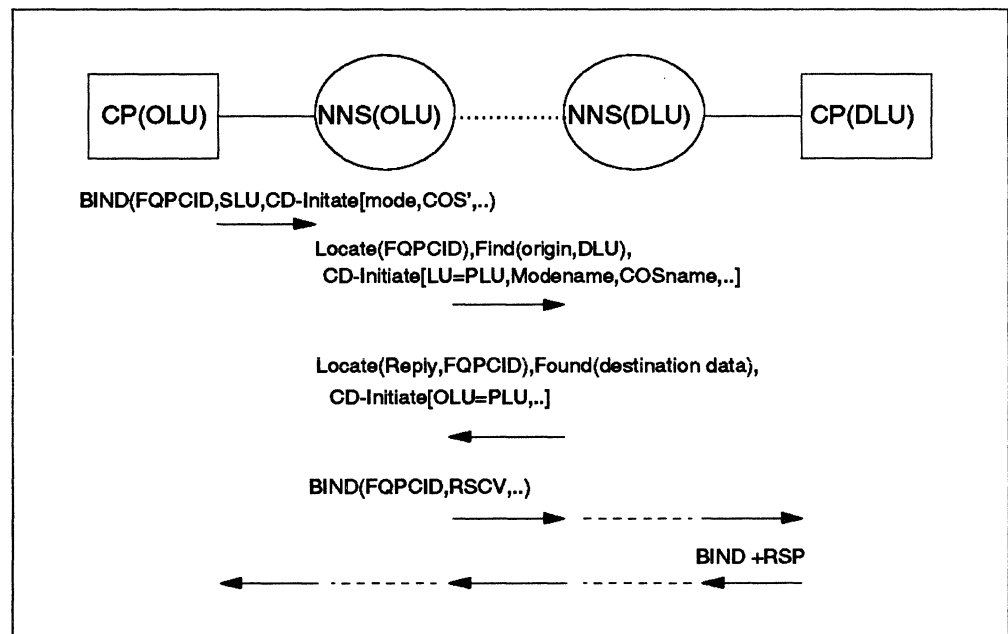 CP(OLU) NNS(OLU) NNS(DLU) CP(DLU)
BIND(FQPCID,SLU,CD-Initate[mode,COS',..)
Locate(FQPCID),Find(origin,DLU),
CD-Initiate[LU=PLU,Modename,COSname,..]
Locate(Reply,FQPCID),Found(destination data),
CD-Initiate[OLU=PLU,..]
BIND(FQPCID,RSCV,..)
BIND +RSP